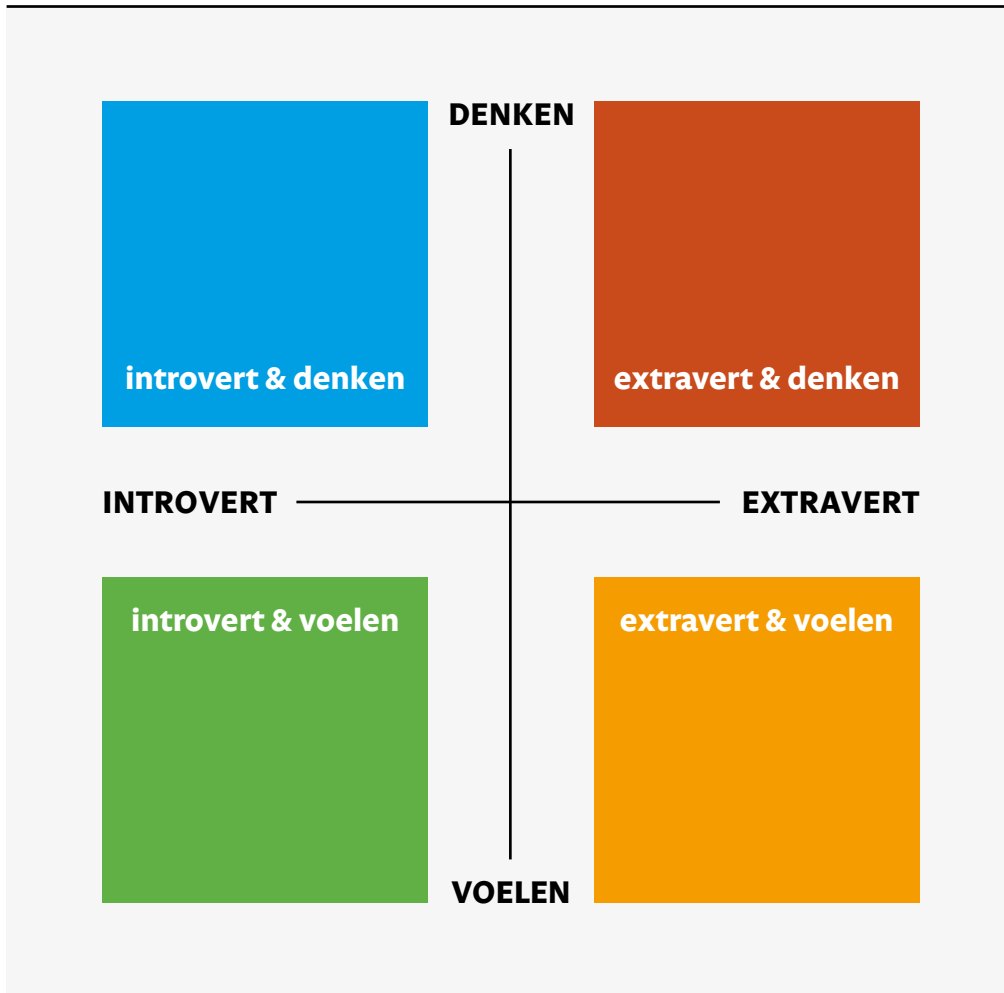 DENKEN
introvert & denken
extravert & denken
INTROVERT
EXTRAVERT
introvert & voelen
extravert & voelen
VOELEN